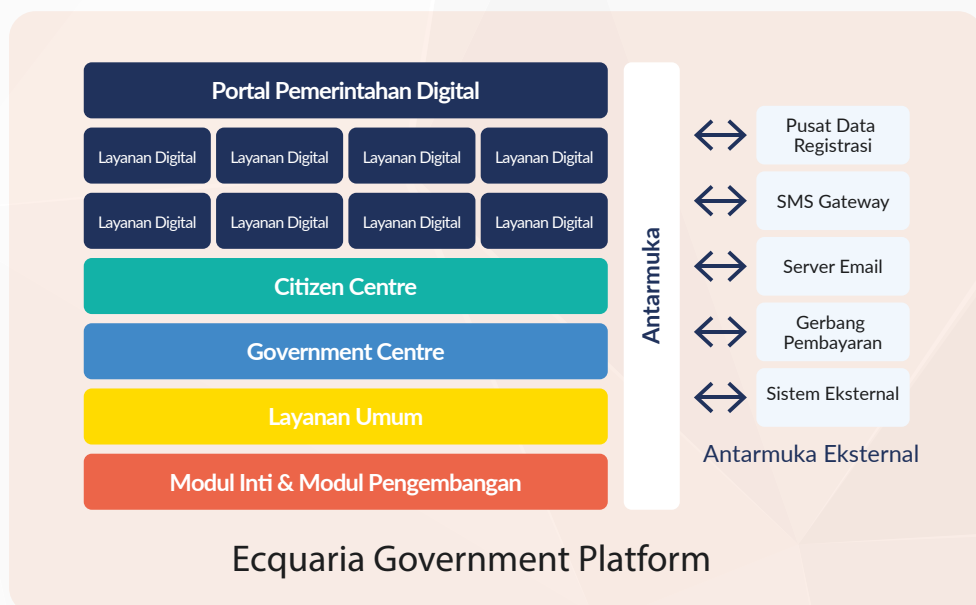 Portal Pemerintahan Digital
Layanan Digital
Layanan Digital
Layanan Digital
Layanan Digital
Layanan Digital
Layanan Digital
Layanan Digital
Layanan Digital
Citizen Centre
Government Centre
Layanan Umum
Modul Inti & Modul Pengembangan
Antarmuka
Pusat Data
Registrasi
SMS Gateway
Server Email
Gerbang
Pembayaran
Sistem Eksternal
Antarmuka Eksternal
Ecquaria Government Platform